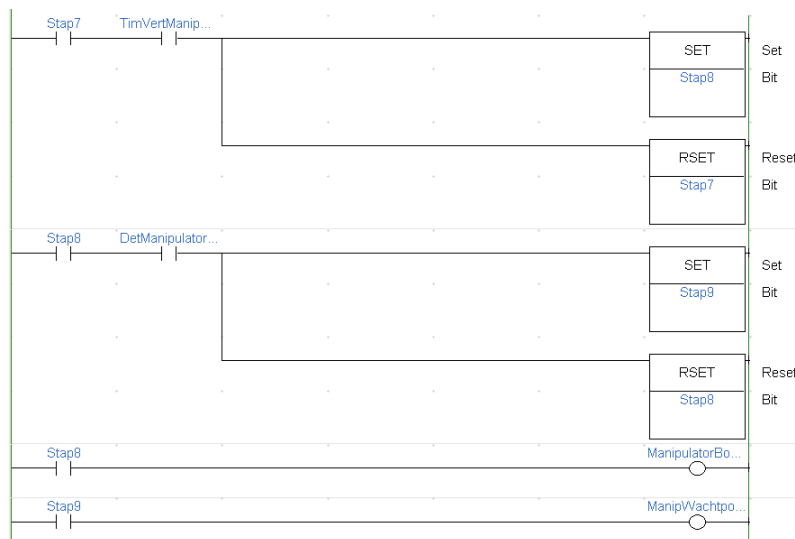 Stap7 TimVertManip...
SET Set
Stap8 Bit
RSET Reset
Stap7 Bit
Stap8 DetManipulator...
SET Set
Stap9 Bit
RSET Reset
Stap8 Bit
Stap8 ManipulatorBo...
Stap9 ManipWachtpo...